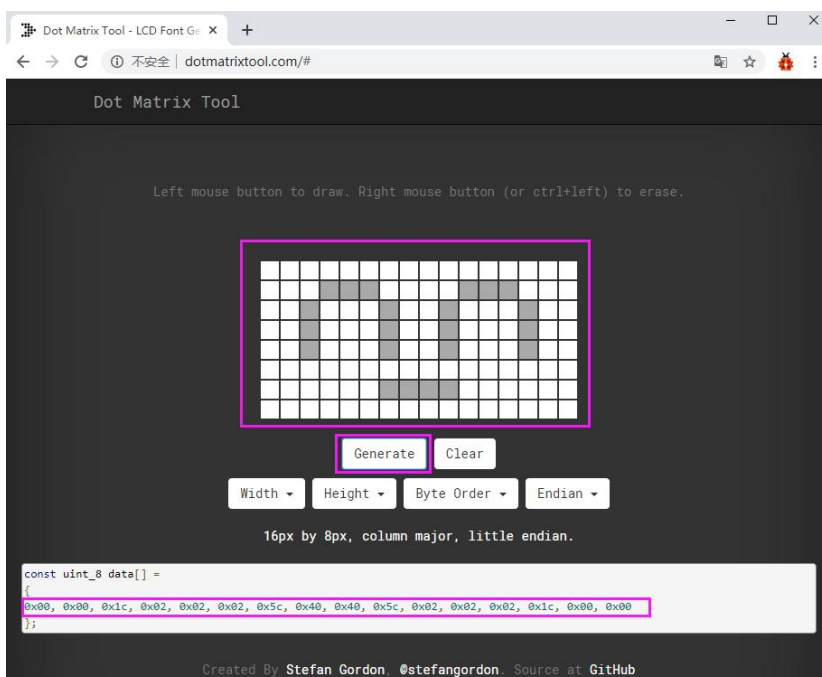 Dot Matrix Tool - LCD Font Ge
不安全 | dotmatrixtool.com/#
Dot Matrix Tool
Left mouse button to draw. Right mouse button (or ctrl+left) to erase.
Generate Clear
Width Height Byte Order Endian
16px by 8px, column major, little endian.
const uint_8 data[] =
{
0x00, 0x00, 0x1c, 0x02, 0x02, 0x02, 0x5c, 0x40, 0x40, 0x5c, 0x02, 0x02, 0x02, 0x1c, 0x00, 0x00
};
Created By Stefan Gordon, @stefangordon. Source at GitHub